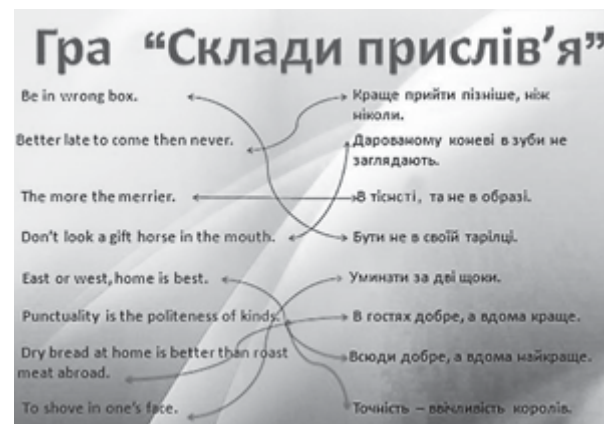 Гра “Склади прислів’я”
Be in wrong box.
Краще прийти пізніше, ніж
ніколи.
Better late to come then never.
Дарованому коневі в зуби не
заглядають.
The more the merrier.
В тісності, та не в образі.
Don’t look a gift horse in the mouth.
Бути не в своїй тарілці.
East or west, home is best.
Уминати за дві щоки.
Punctuality is the politeness of kinds.
В гостях добре, а вдома краще.
Dry bread at home is better than roast
meat abroad.
Всюди добре, а вдома найкраще.
To shove in one’s face.
Точність – ввічливість королів.